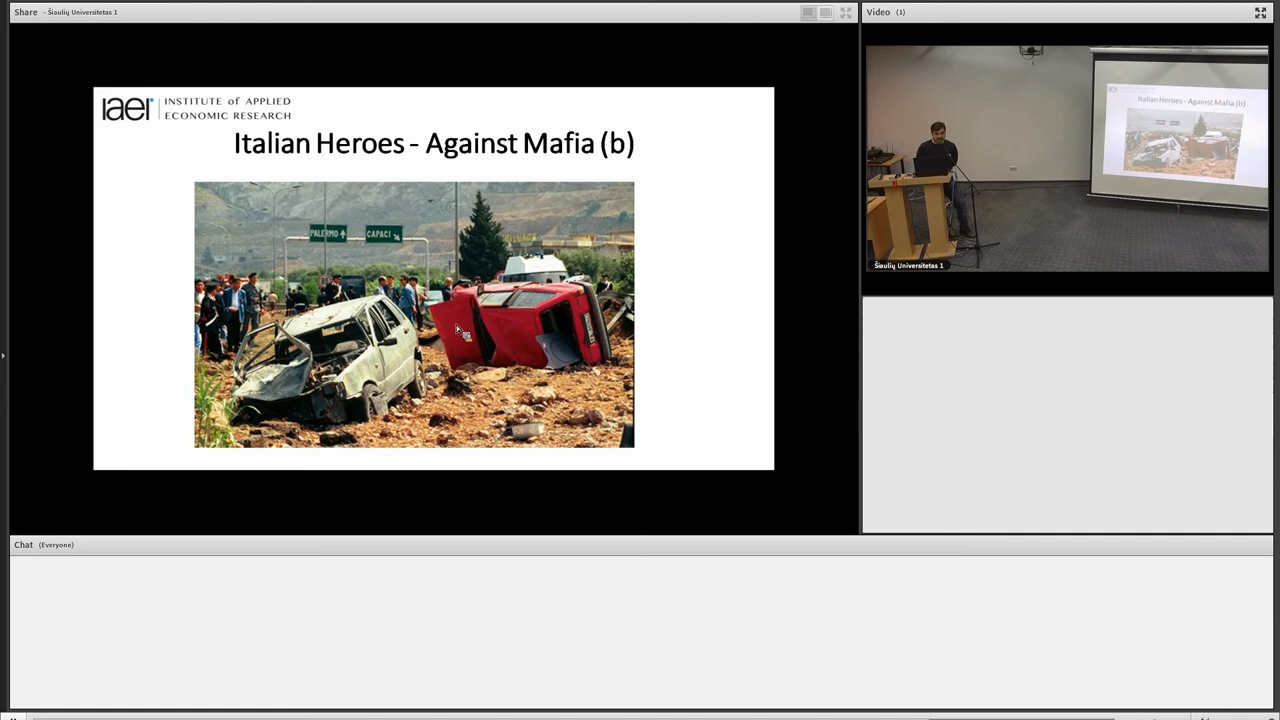 Share - Šiaulių Universitetas 1
Video (1)
iaer INSTITUTE of APPLIED
ECONOMIC RESEARCH
Italian Heroes - Against Mafia (b)
PALERMO CAPACI
Italian Heroes - Against Mafia (b)
Šiaulių Universitetas 1
Chat (Everyone)